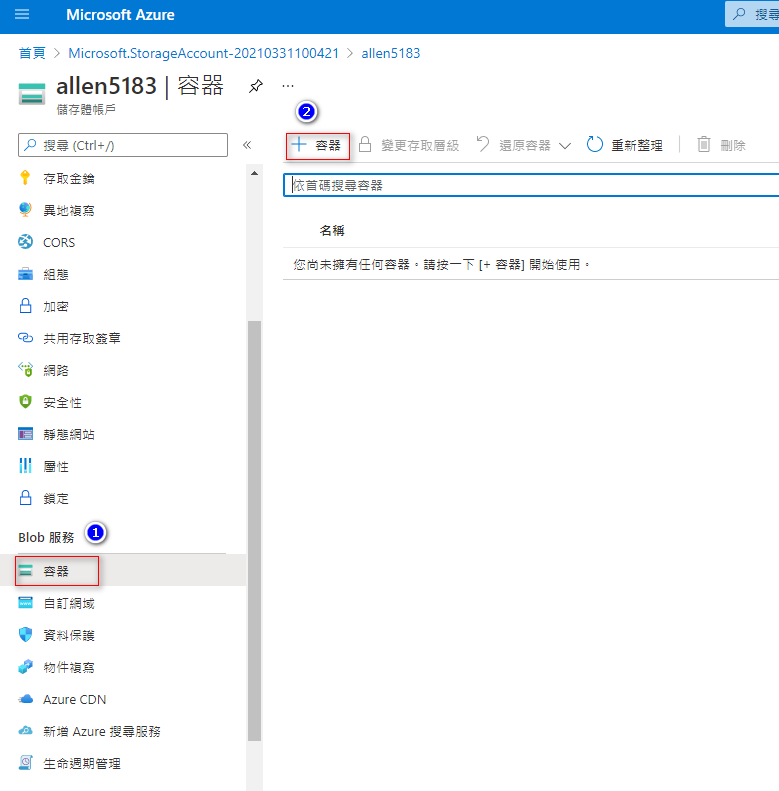 Microsoft Azure
搜尋
首頁 > Microsoft.StorageAccount-20210331100421 > allen5183
allen5183 | 容器
儲存體帳戶
搜尋 (Ctrl+/)
存取金鑰
異地複寫
CORS
組態
加密
共用存取簽章
網路
安全性
靜態網站
屬性
鎖定
Blob 服務 1
容器
自訂網域
資料保護
物件複寫
Azure CDN
新增 Azure 搜尋服務
生命週期管理
2
容器 變更存取層級 還原容器 重新整理 刪除
依首碼搜尋容器
名稱
您尚未擁有任何容器。請按一下 [+ 容器] 開始使用。